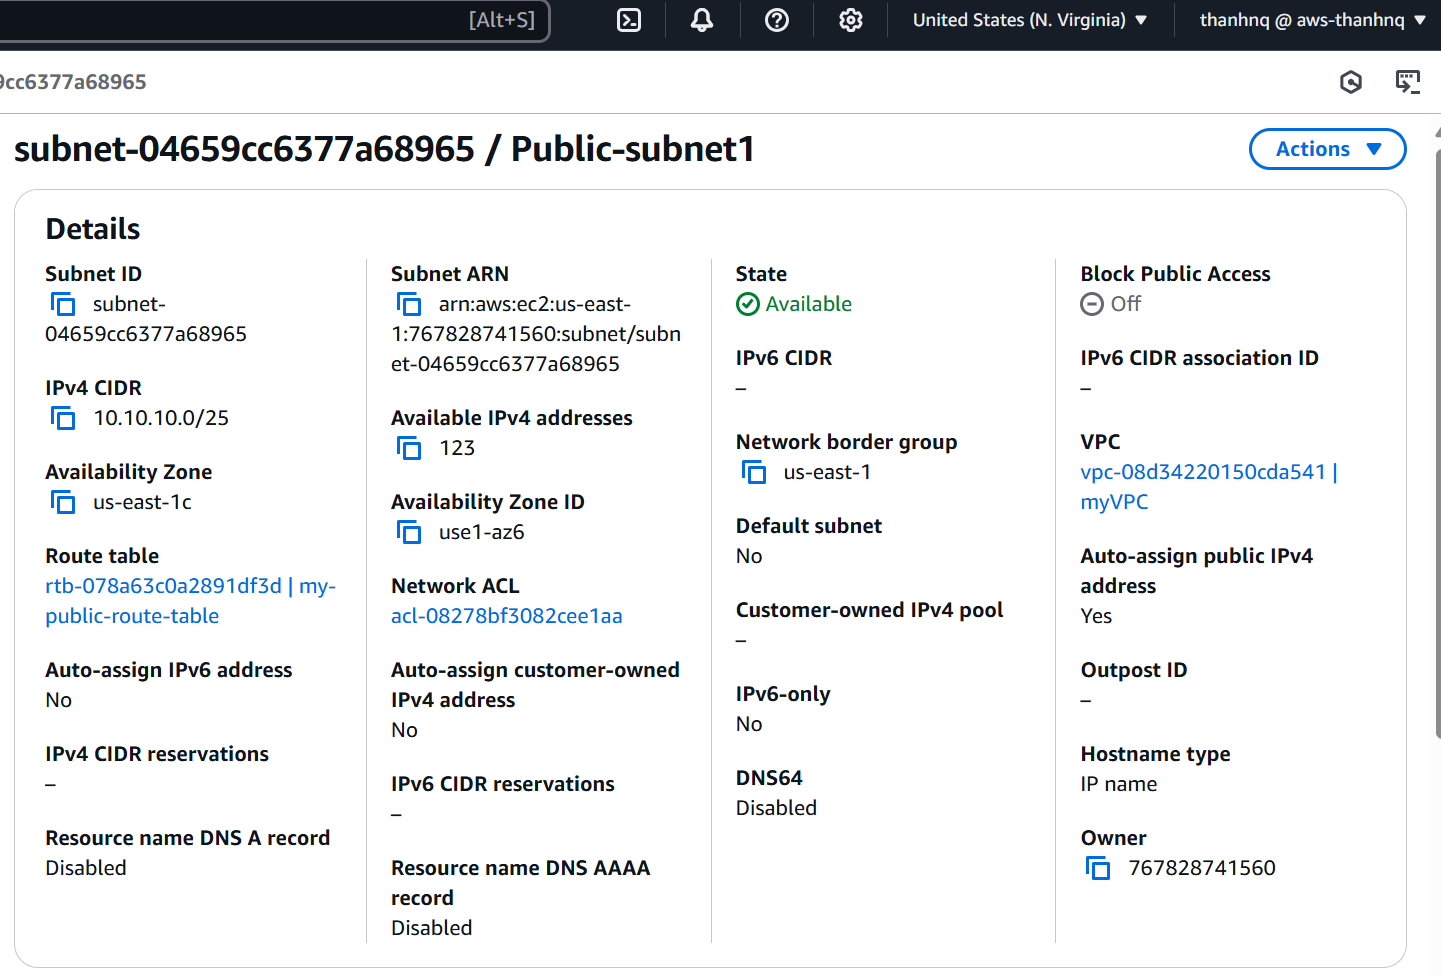 [Alt+S]
United States (N. Virginia) ▼
thanhnq @ aws-thanhnq ▼
9cc6377a68965
subnet-04659cc6377a68965 / Public-subnet1
Actions ▼
Details
Subnet ID
subnet-
04659cc6377a68965
IPv4 CIDR
10.10.10.0/25
Availability Zone
us-east-1c
Route table
rtb-078a63c0a2891df3d | my-
public-route-table
Auto-assign IPv6 address
No
IPv4 CIDR reservations
–
Resource name DNS A record
Disabled
Subnet ARN
arn:aws:ec2:us-east-
1:767828741560:subnet/subn
et-04659cc6377a68965
Available IPv4 addresses
123
Availability Zone ID
use1-az6
Network ACL
acl-08278bf3082cee1aa
Auto-assign customer-owned
IPv4 address
No
IPv6 CIDR reservations
–
Resource name DNS AAAA
record
Disabled
State
Available
IPv6 CIDR
–
Network border group
us-east-1
Default subnet
No
Customer-owned IPv4 pool
–
IPv6-only
No
DNS64
Disabled
Block Public Access
Off
IPv6 CIDR association ID
–
VPC
vpc-08d34220150cda541 |
myVPC
Auto-assign public IPv4
address
Yes
Outpost ID
–
Hostname type
IP name
Owner
767828741560